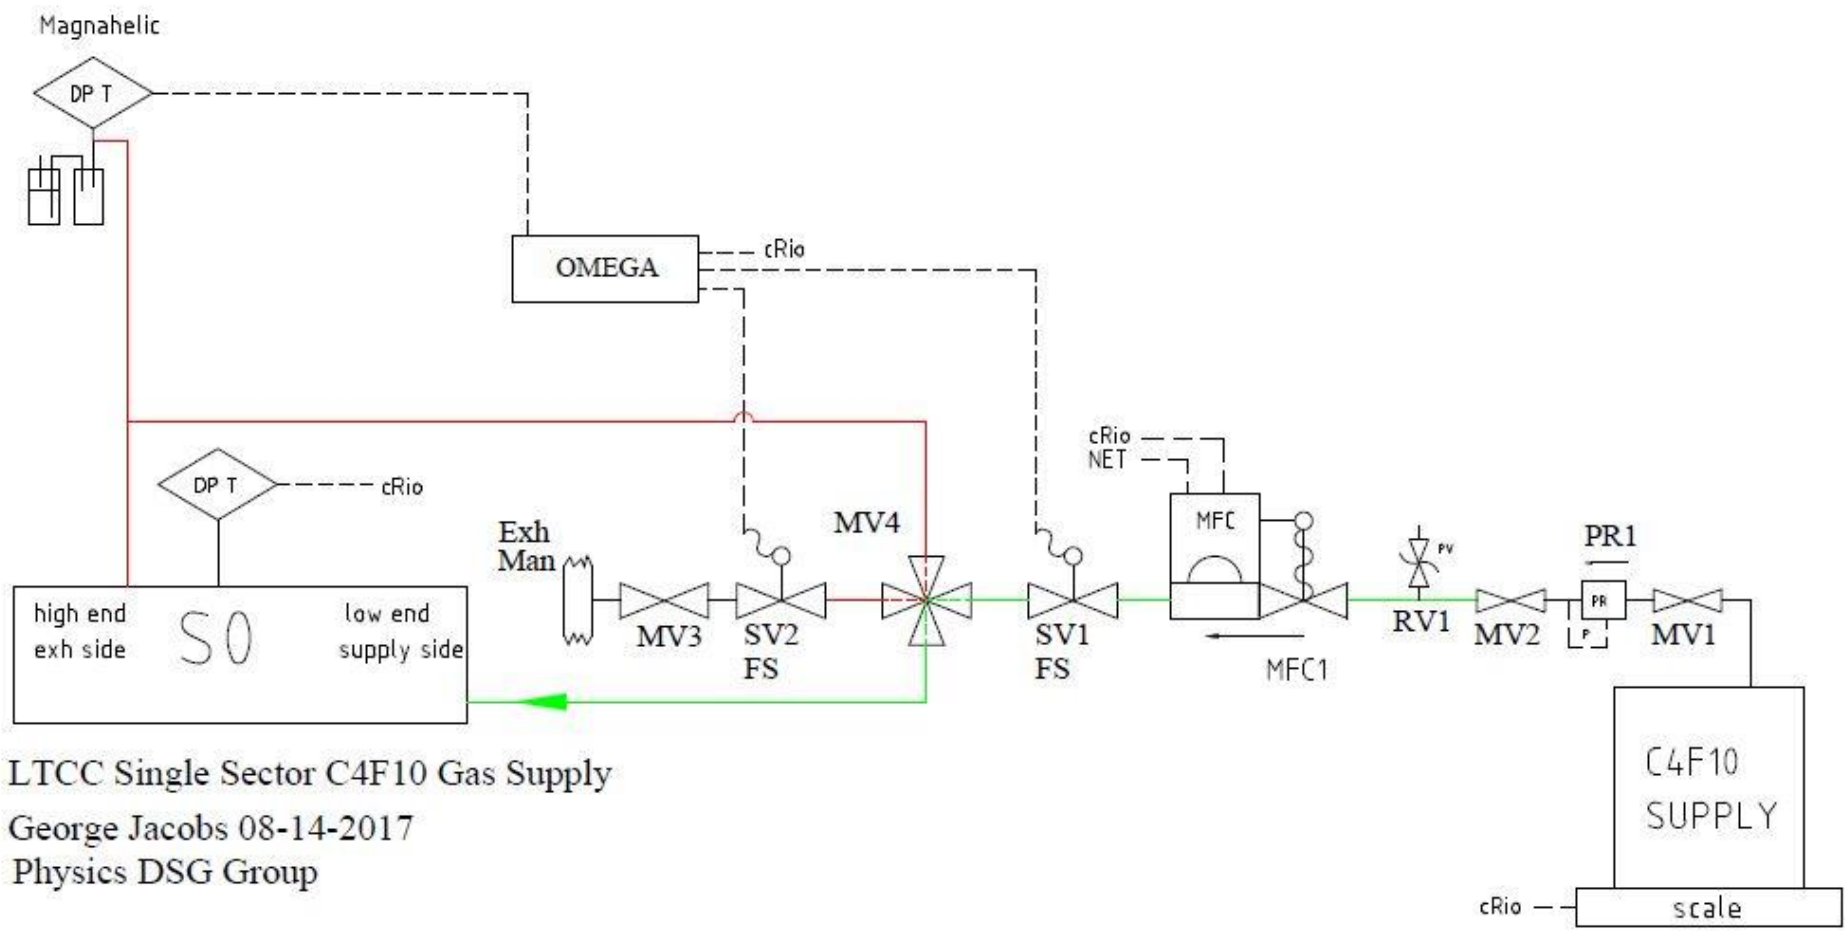 Magnahelic
DP T
OMEGA
cRio
cRio
NET
MFC
MV4
Exh
Man
DP T
cRio
PV
PR1
PR
P
high end
exh side
S0
low end
supply side
MV3
SV2
FS
SV1
FS
MFC1
RV1
MV2
MV1
C4F10
SUPPLY
cRio
scale
LTCC Single Sector C4F10 Gas Supply
George Jacobs 08-14-2017
Physics DSG Group